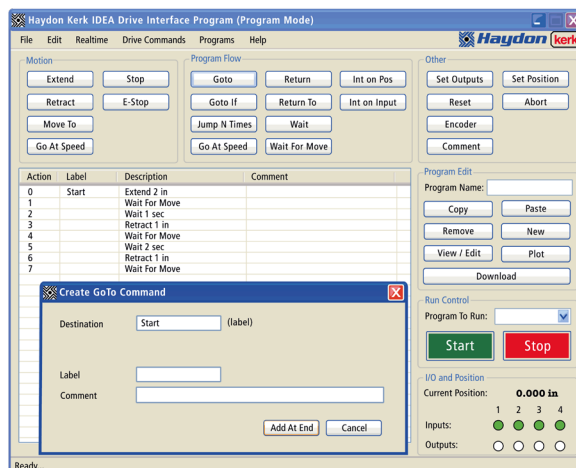 Haydon Kerk IDEA Drive Interface Program (Program Mode)
File Edit Realtime Drive Commands Programs Help
Haydon kerk
Motion
Extend Stop
Retract E-Stop
Move To
Go At Speed
Program Flow
Goto Return Int on Pos
Goto If Return To Int on Input
Jump N Times Wait
Go At Speed Wait For Move
Other
Set Outputs Set Position
Reset Abort
Encoder
Comment
Action Label Description Comment
0 Start Extend 2 in
1 Wait For Move
2 Wait 1 sec
3 Retract 1 in
4 Wait For Move
5 Wait 2 sec
6 Retract 1 in
7 Wait For Move
Program Edit
Program Name:
Copy Paste
Remove New
View / Edit Plot
Download
Run Control
Program To Run:
Start Stop
I/O and Position
Current Position: 0.000 in
1 2 3 4
Inputs:
Outputs:
Create GoTo Command
Destination Start (label)
Label
Comment
Add At End Cancel
Ready...